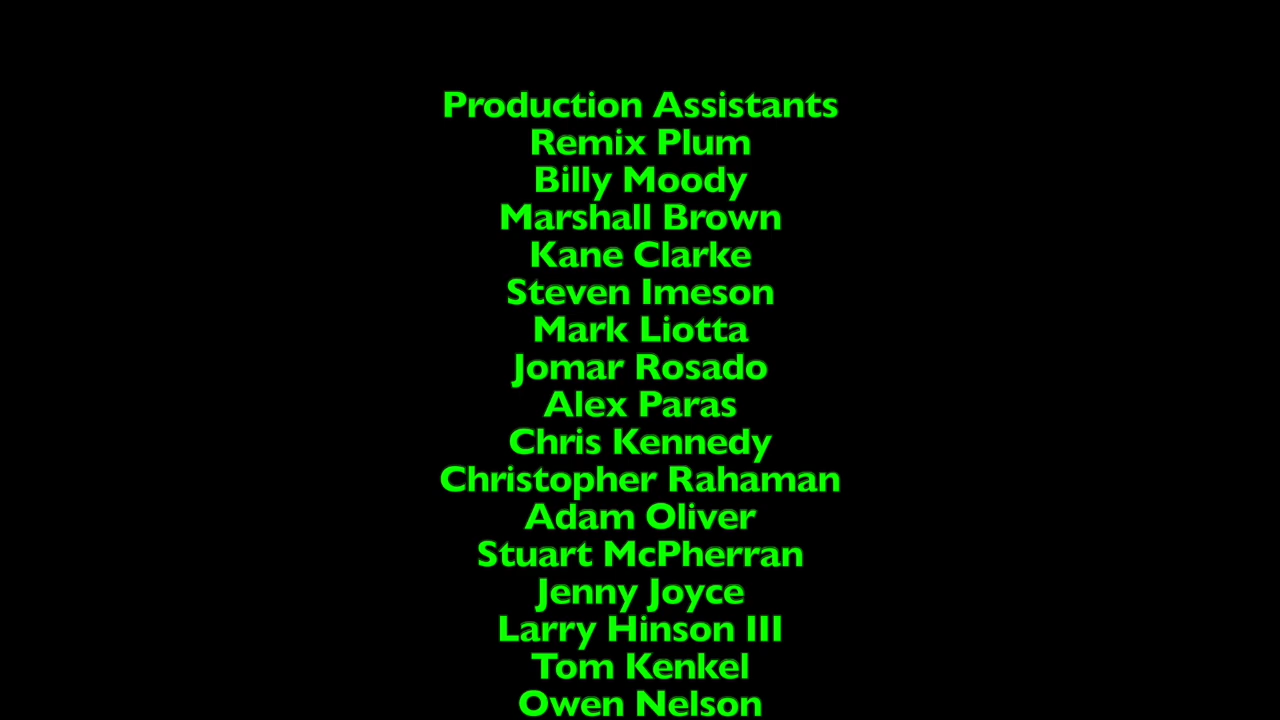 Production Assistants
Remix Plum
Billy Moody
Marshall Brown
Kane Clarke
Steven Imeson
Mark Liotta
Jomar Rosado
Alex Paras
Chris Kennedy
Christopher Rahaman
Adam Oliver
Stuart McPherran
Jenny Joyce
Larry Hinson III
Tom Kenkel
Owen Nelson